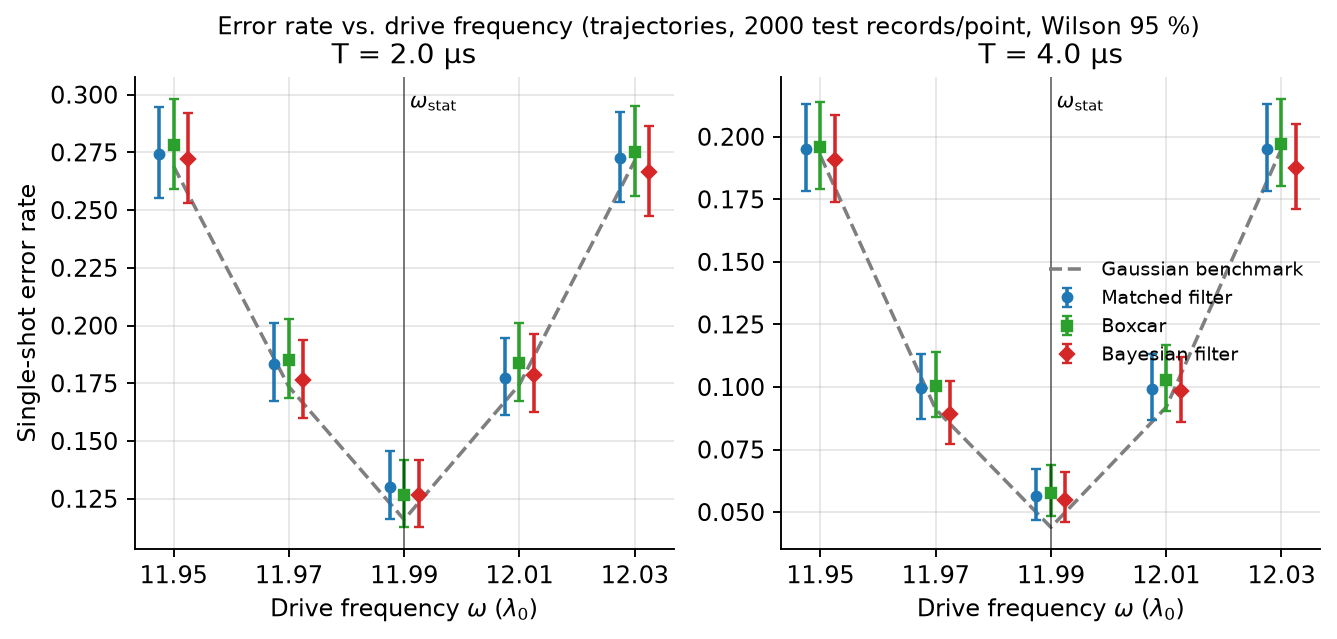 Error rate vs. drive frequency (trajectories, 2000 test records/point, Wilson 95 %)
T = 2.0 μs
Single-shot error rate
0.300
0.275
0.250
0.225
0.200
0.175
0.150
0.125
ω_stat
11.95 11.97 11.99 12.01 12.03
Drive frequency ω (λ₀)
T = 4.0 μs
0.200
0.175
0.150
0.125
0.100
0.075
0.050
ω_stat
Gaussian benchmark
Matched filter
Boxcar
Bayesian filter
11.95 11.97 11.99 12.01 12.03
Drive frequency ω (λ₀)